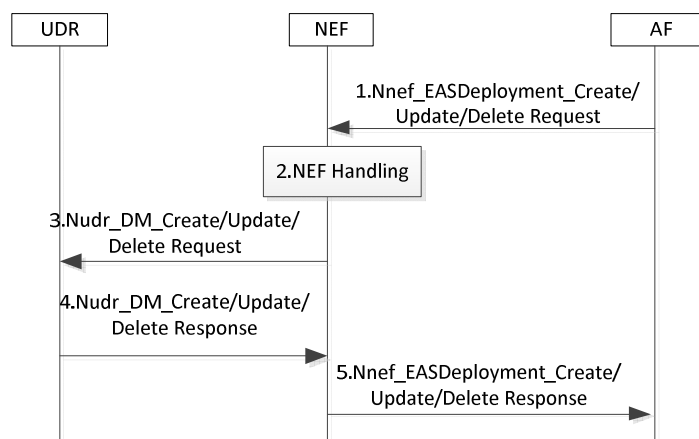 UDR
NEF
AF
1.Nnef_EASDeployment_Create/
Update/Delete Request
2.NEF Handling
3.Nudr_DM_Create/Update/
Delete Request
4.Nudr_DM_Create/Update/
Delete Response
5.Nnef_EASDeployment_Create/
Update/Delete Response